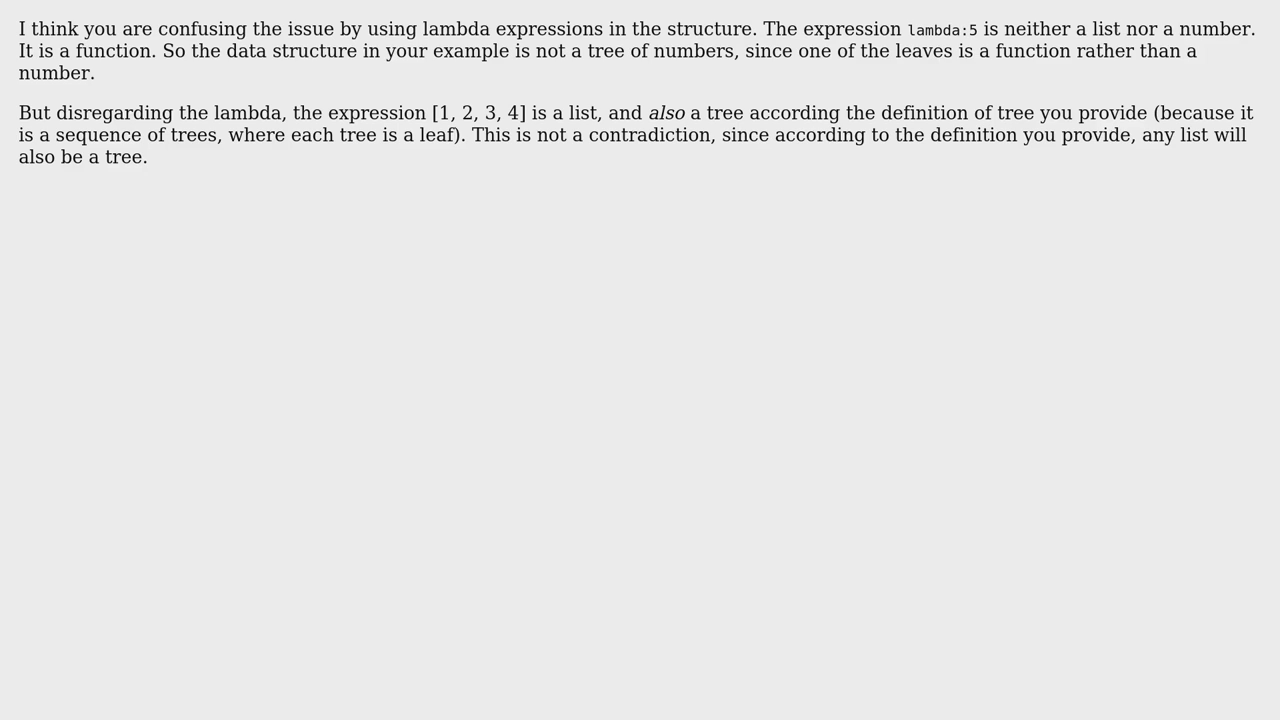 I think you are confusing the issue by using lambda expressions in the structure. The expression lambda:5 is neither a list nor a number.
It is a function. So the data structure in your example is not a tree of numbers, since one of the leaves is a function rather than a
number.
But disregarding the lambda, the expression [1, 2, 3, 4] is a list, and also a tree according the definition of tree you provide (because it
is a sequence of trees, where each tree is a leaf). This is not a contradiction, since according to the definition you provide, any list will
also be a tree.